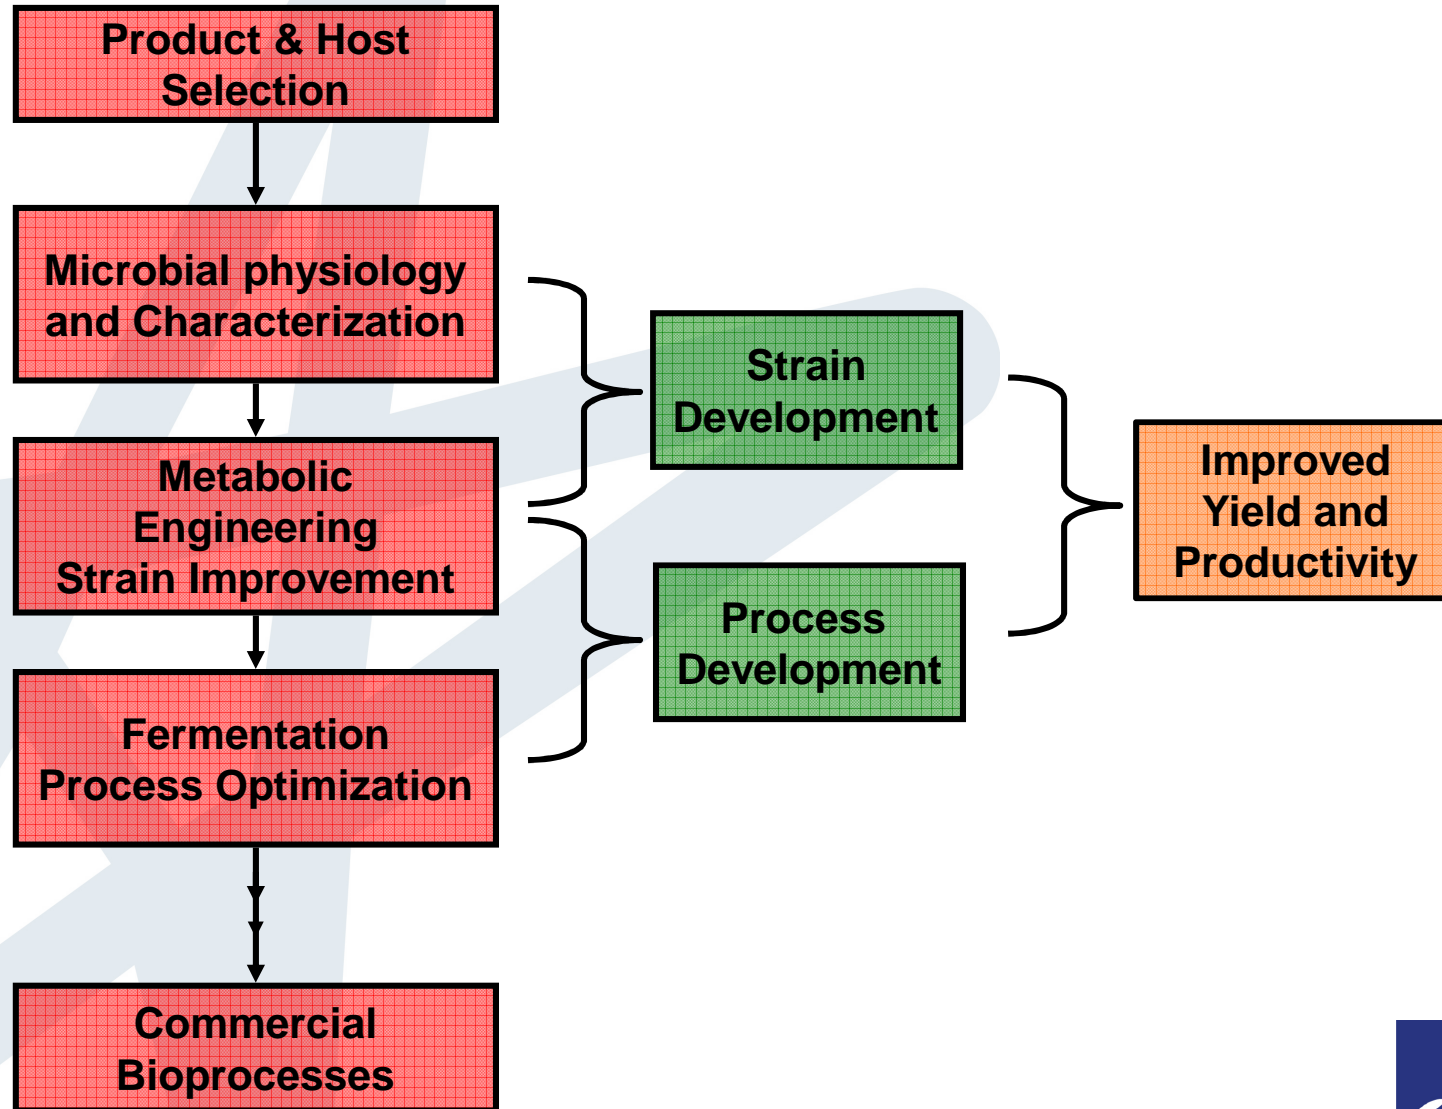 Product & Host
Selection
Microbial physiology
and Characterization
Metabolic
Engineering
Strain Improvement
Fermentation
Process Optimization
Commercial
Bioprocesses
Strain
Development
Process
Development
Improved
Yield and
Productivity